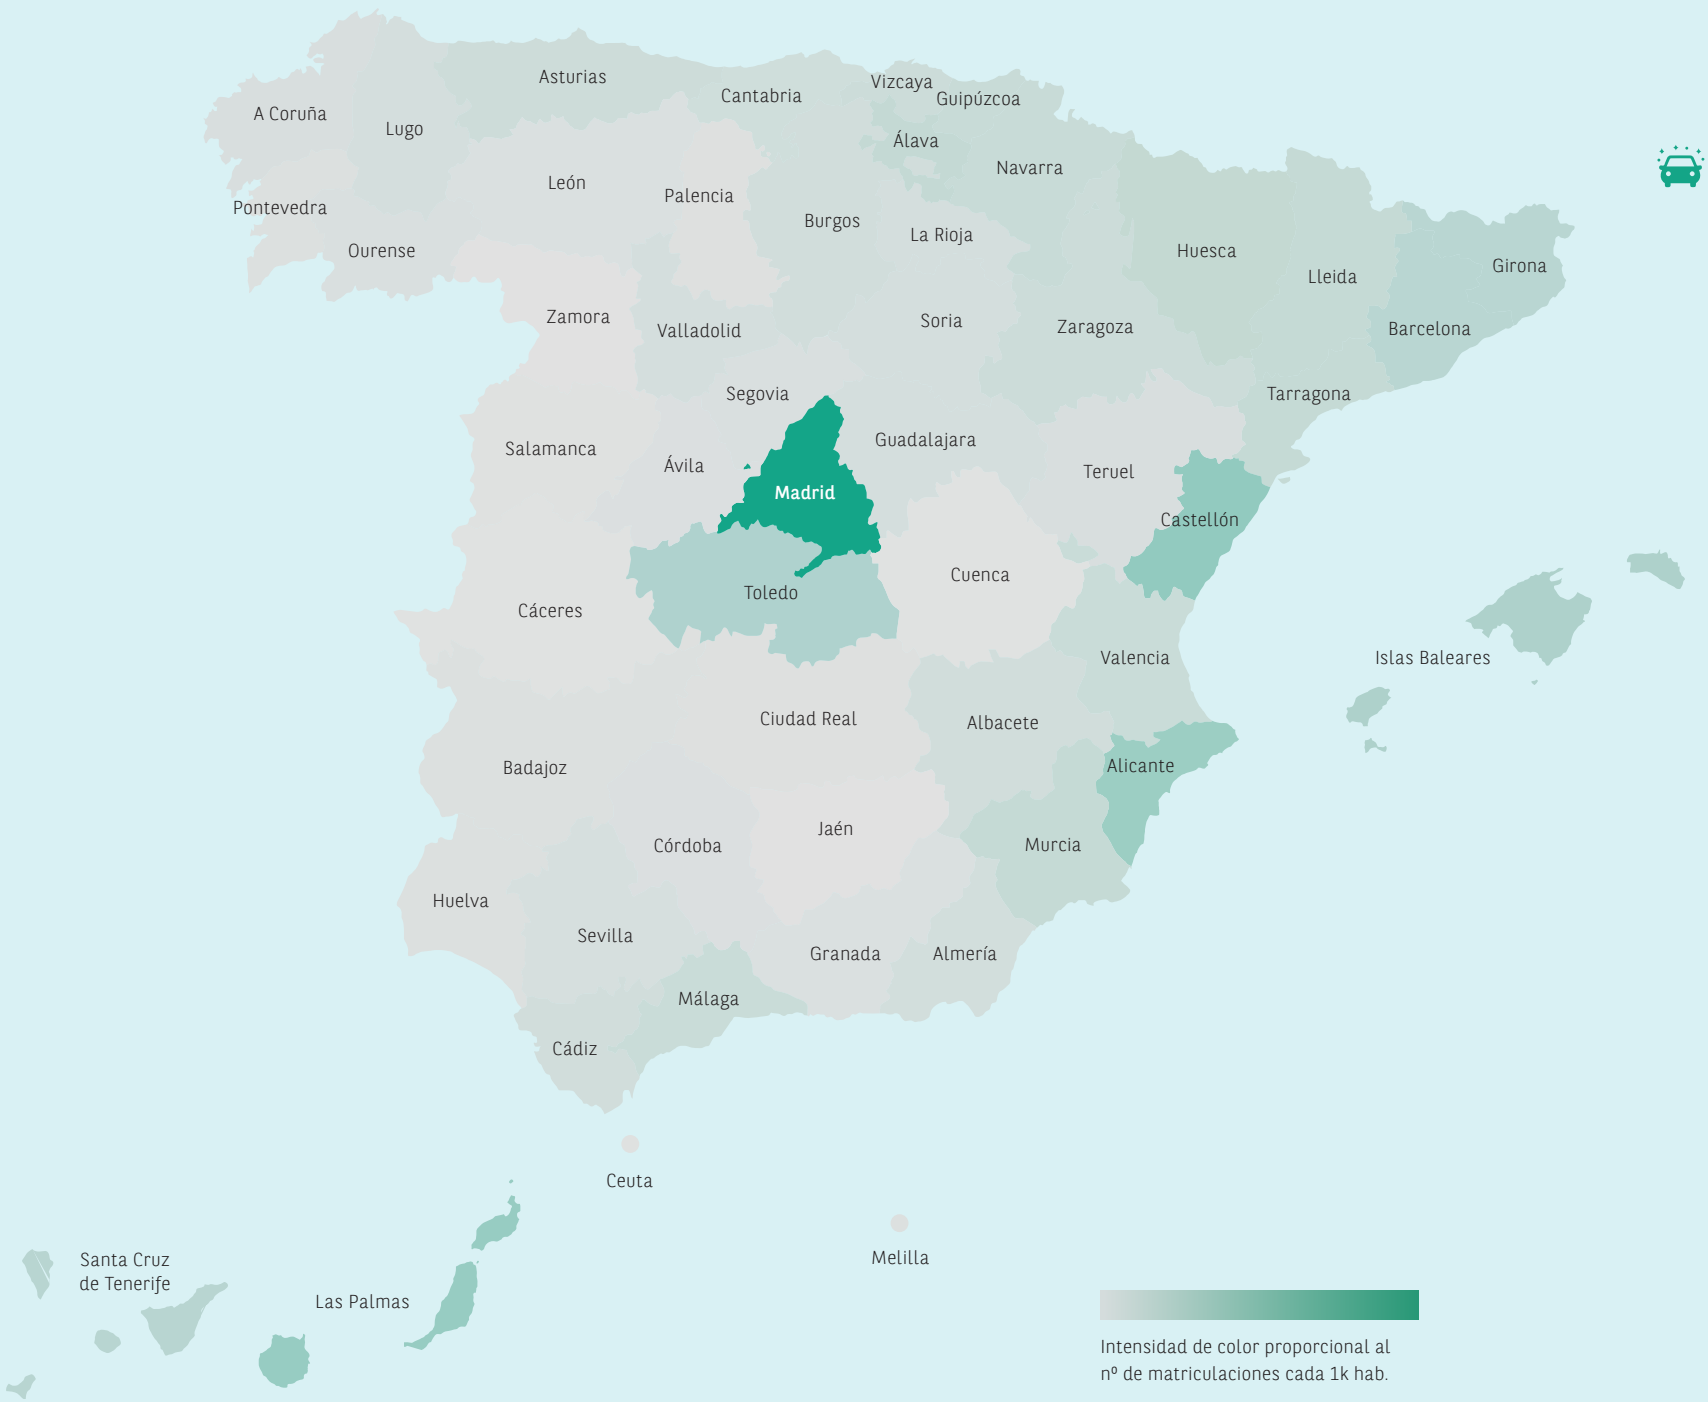 Asturias
Cantabria
Vizcaya
Guipúzcoa
A Coruña
Lugo
Álava
Navarra
León
Palencia
Pontevedra
Burgos
La Rioja
Ourense
Huesca
Lleida
Girona
Zamora
Valladolid
Soria
Zaragoza
Barcelona
Segovia
Tarragona
Salamanca
Ávila
Guadalajara
Teruel
Madrid
Castellón
Cuenca
Toledo
Cáceres
Valencia
Islas Baleares
Ciudad Real
Albacete
Badajoz
Alicante
Jaén
Córdoba
Murcia
Huelva
Sevilla
Granada
Almería
Málaga
Cádiz
Ceuta
Melilla
Santa Cruz
de Tenerife
Las Palmas
Intensidad de color proporcional al
nº de matriculaciones cada 1k hab.